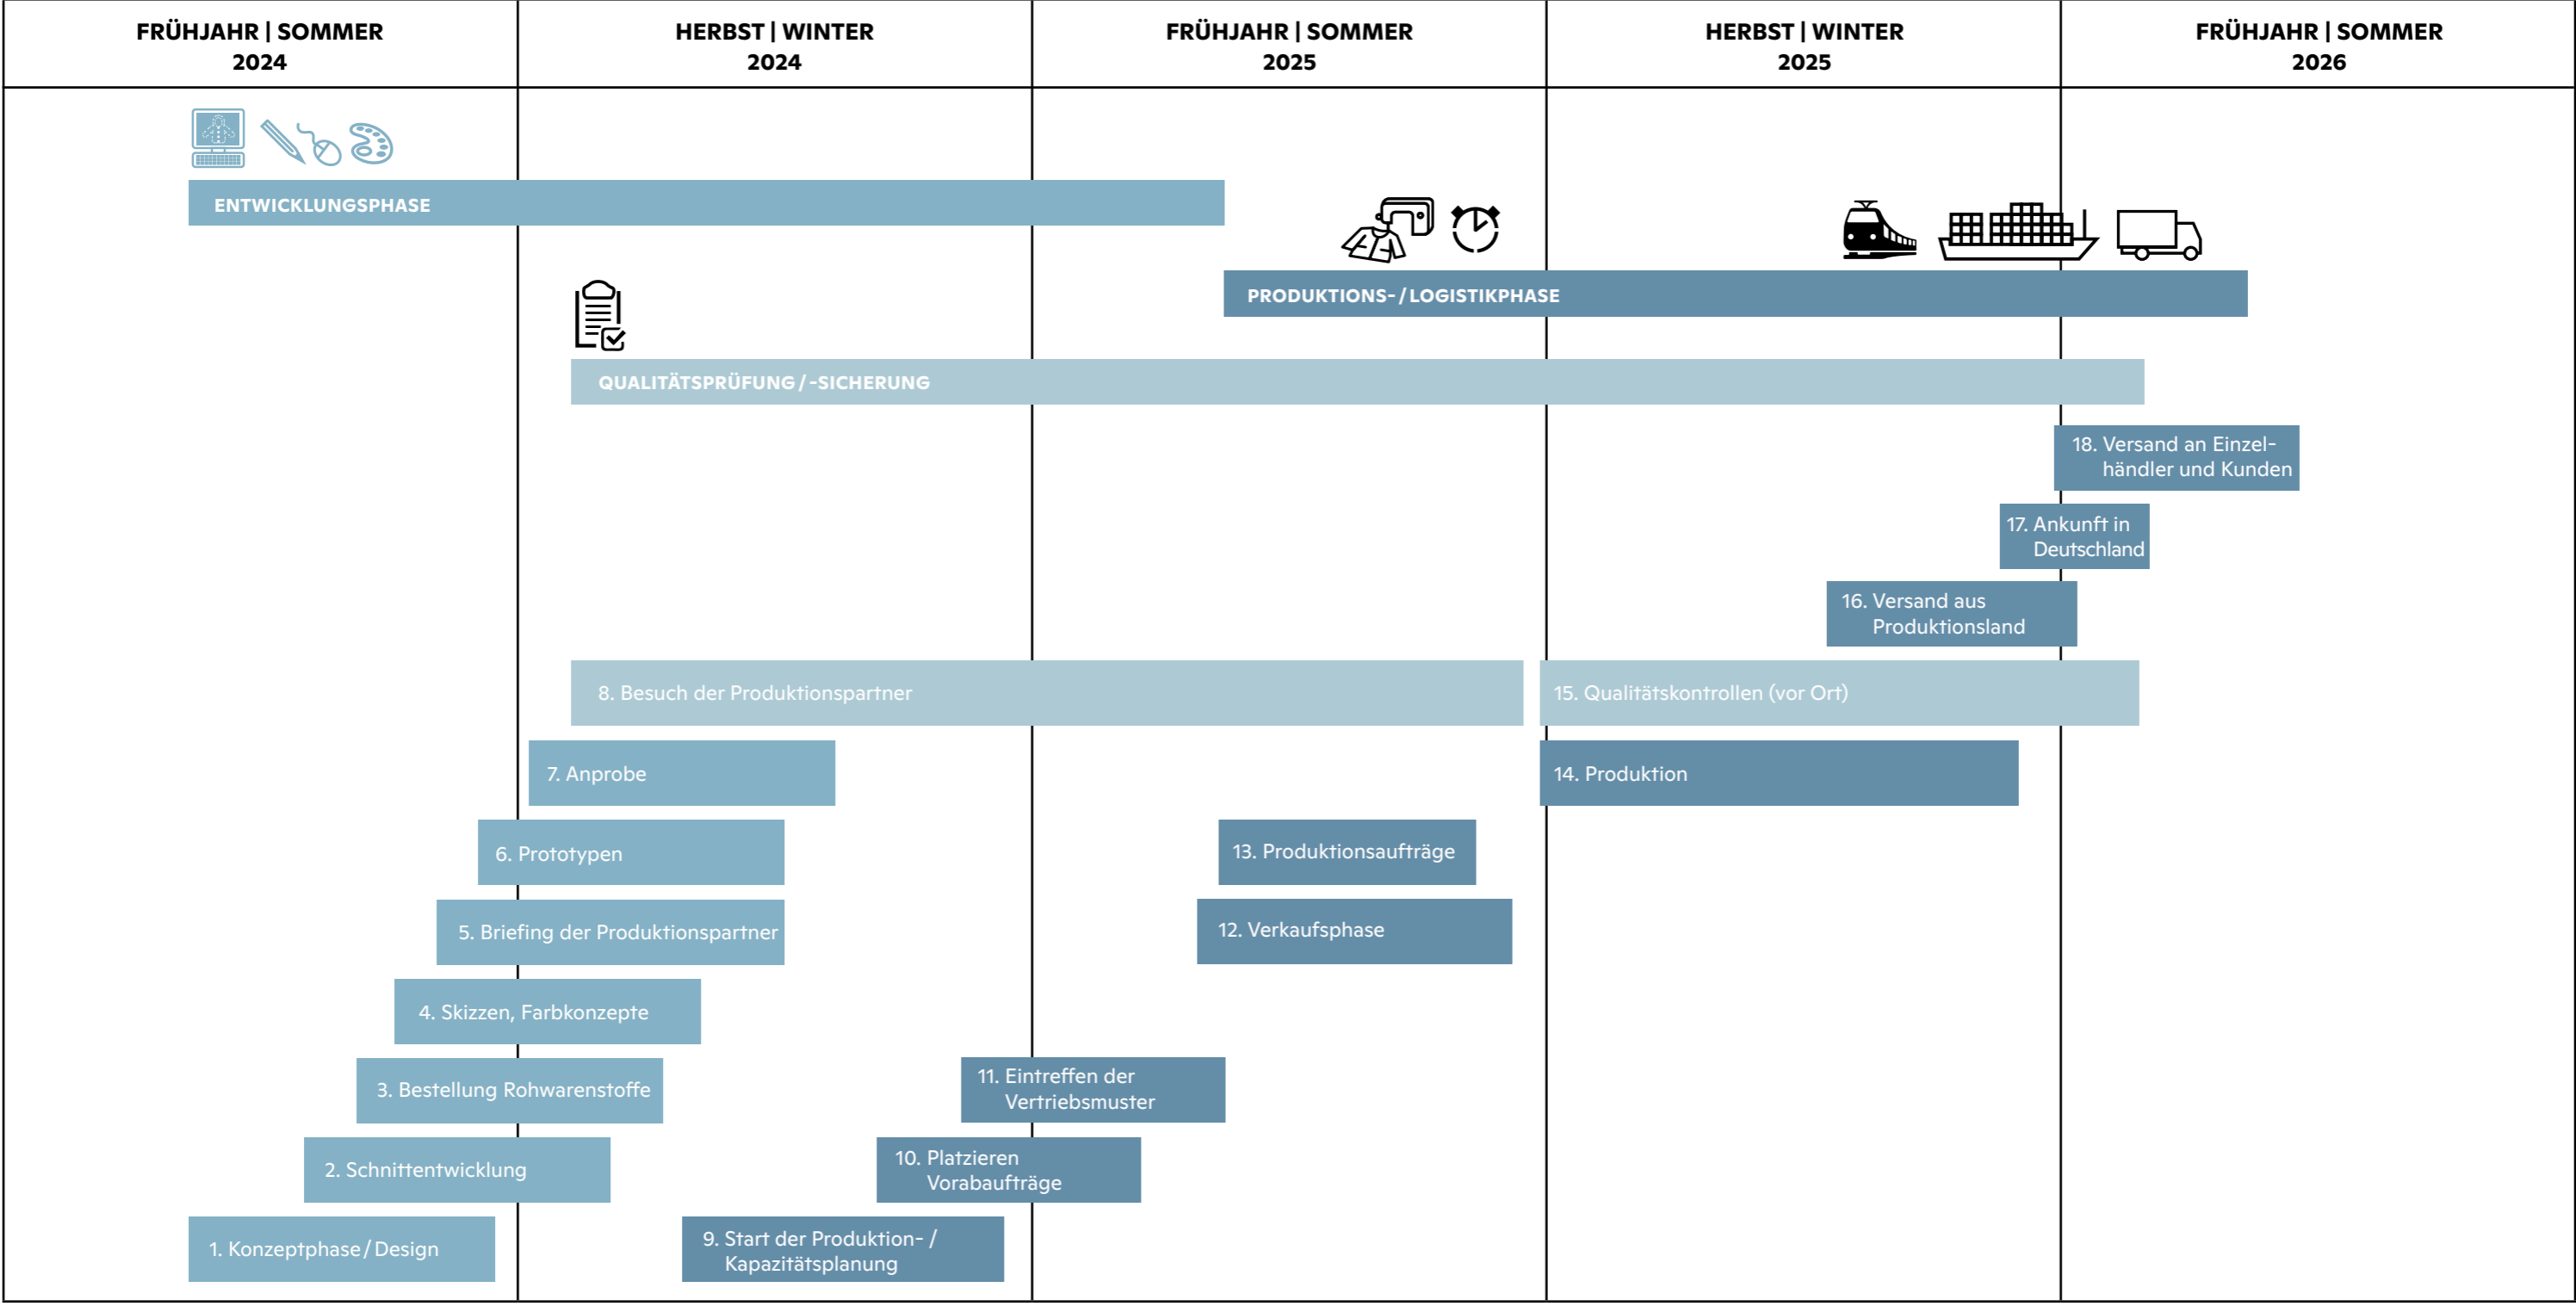 FRÜHJAHR | SOMMER
2024
HERBST | WINTER
2024
FRÜHJAHR | SOMMER
2025
HERBST | WINTER
2025
FRÜHJAHR | SOMMER
2026
ENTWICKLUNGSPHASE
PRODUKTIONS- / LOGISTIKPHASE
QUALITÄTSPRÜFUNG / -SICHERUNG
18. Versand an Einzel-
händler und Kunden
17. Ankunft in
Deutschland
16. Versand aus
Produktionsland
8. Besuch der Produktionspartner
15. Qualitätskontrollen (vor Ort)
7. Anprobe
14. Produktion
6. Prototypen
13. Produktionsaufträge
5. Briefing der Produktionspartner
12. Verkaufsphase
4. Skizzen, Farbkonzepte
3. Bestellung Rohwarenstoffe
11. Eintreffen der
Vertriebsmuster
2. Schnittentwicklung
10. Platzieren
Vorabaufträge
1. Konzeptphase / Design
9. Start der Produktion- /
Kapazitätsplanung